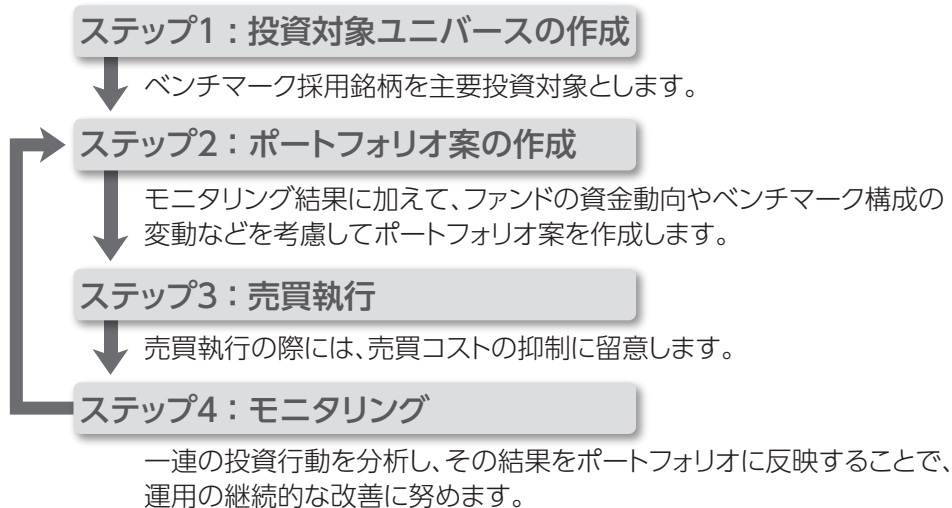 ステップ1：投資対象ユニバースの作成
ベンチマーク採用銘柄を主要投資対象とします。
ステップ2：ポートフォリオ案の作成
モニタリング結果に加えて、ファンドの資金動向やベンチマーク構成の
変動などを考慮してポートフォリオ案を作成します。
ステップ3：売買執行
売買執行の際には、売買コストの抑制に留意します。
ステップ4：モニタリング
一連の投資行動を分析し、その結果をポートフォリオに反映することで、
運用の継続的な改善に努めます。